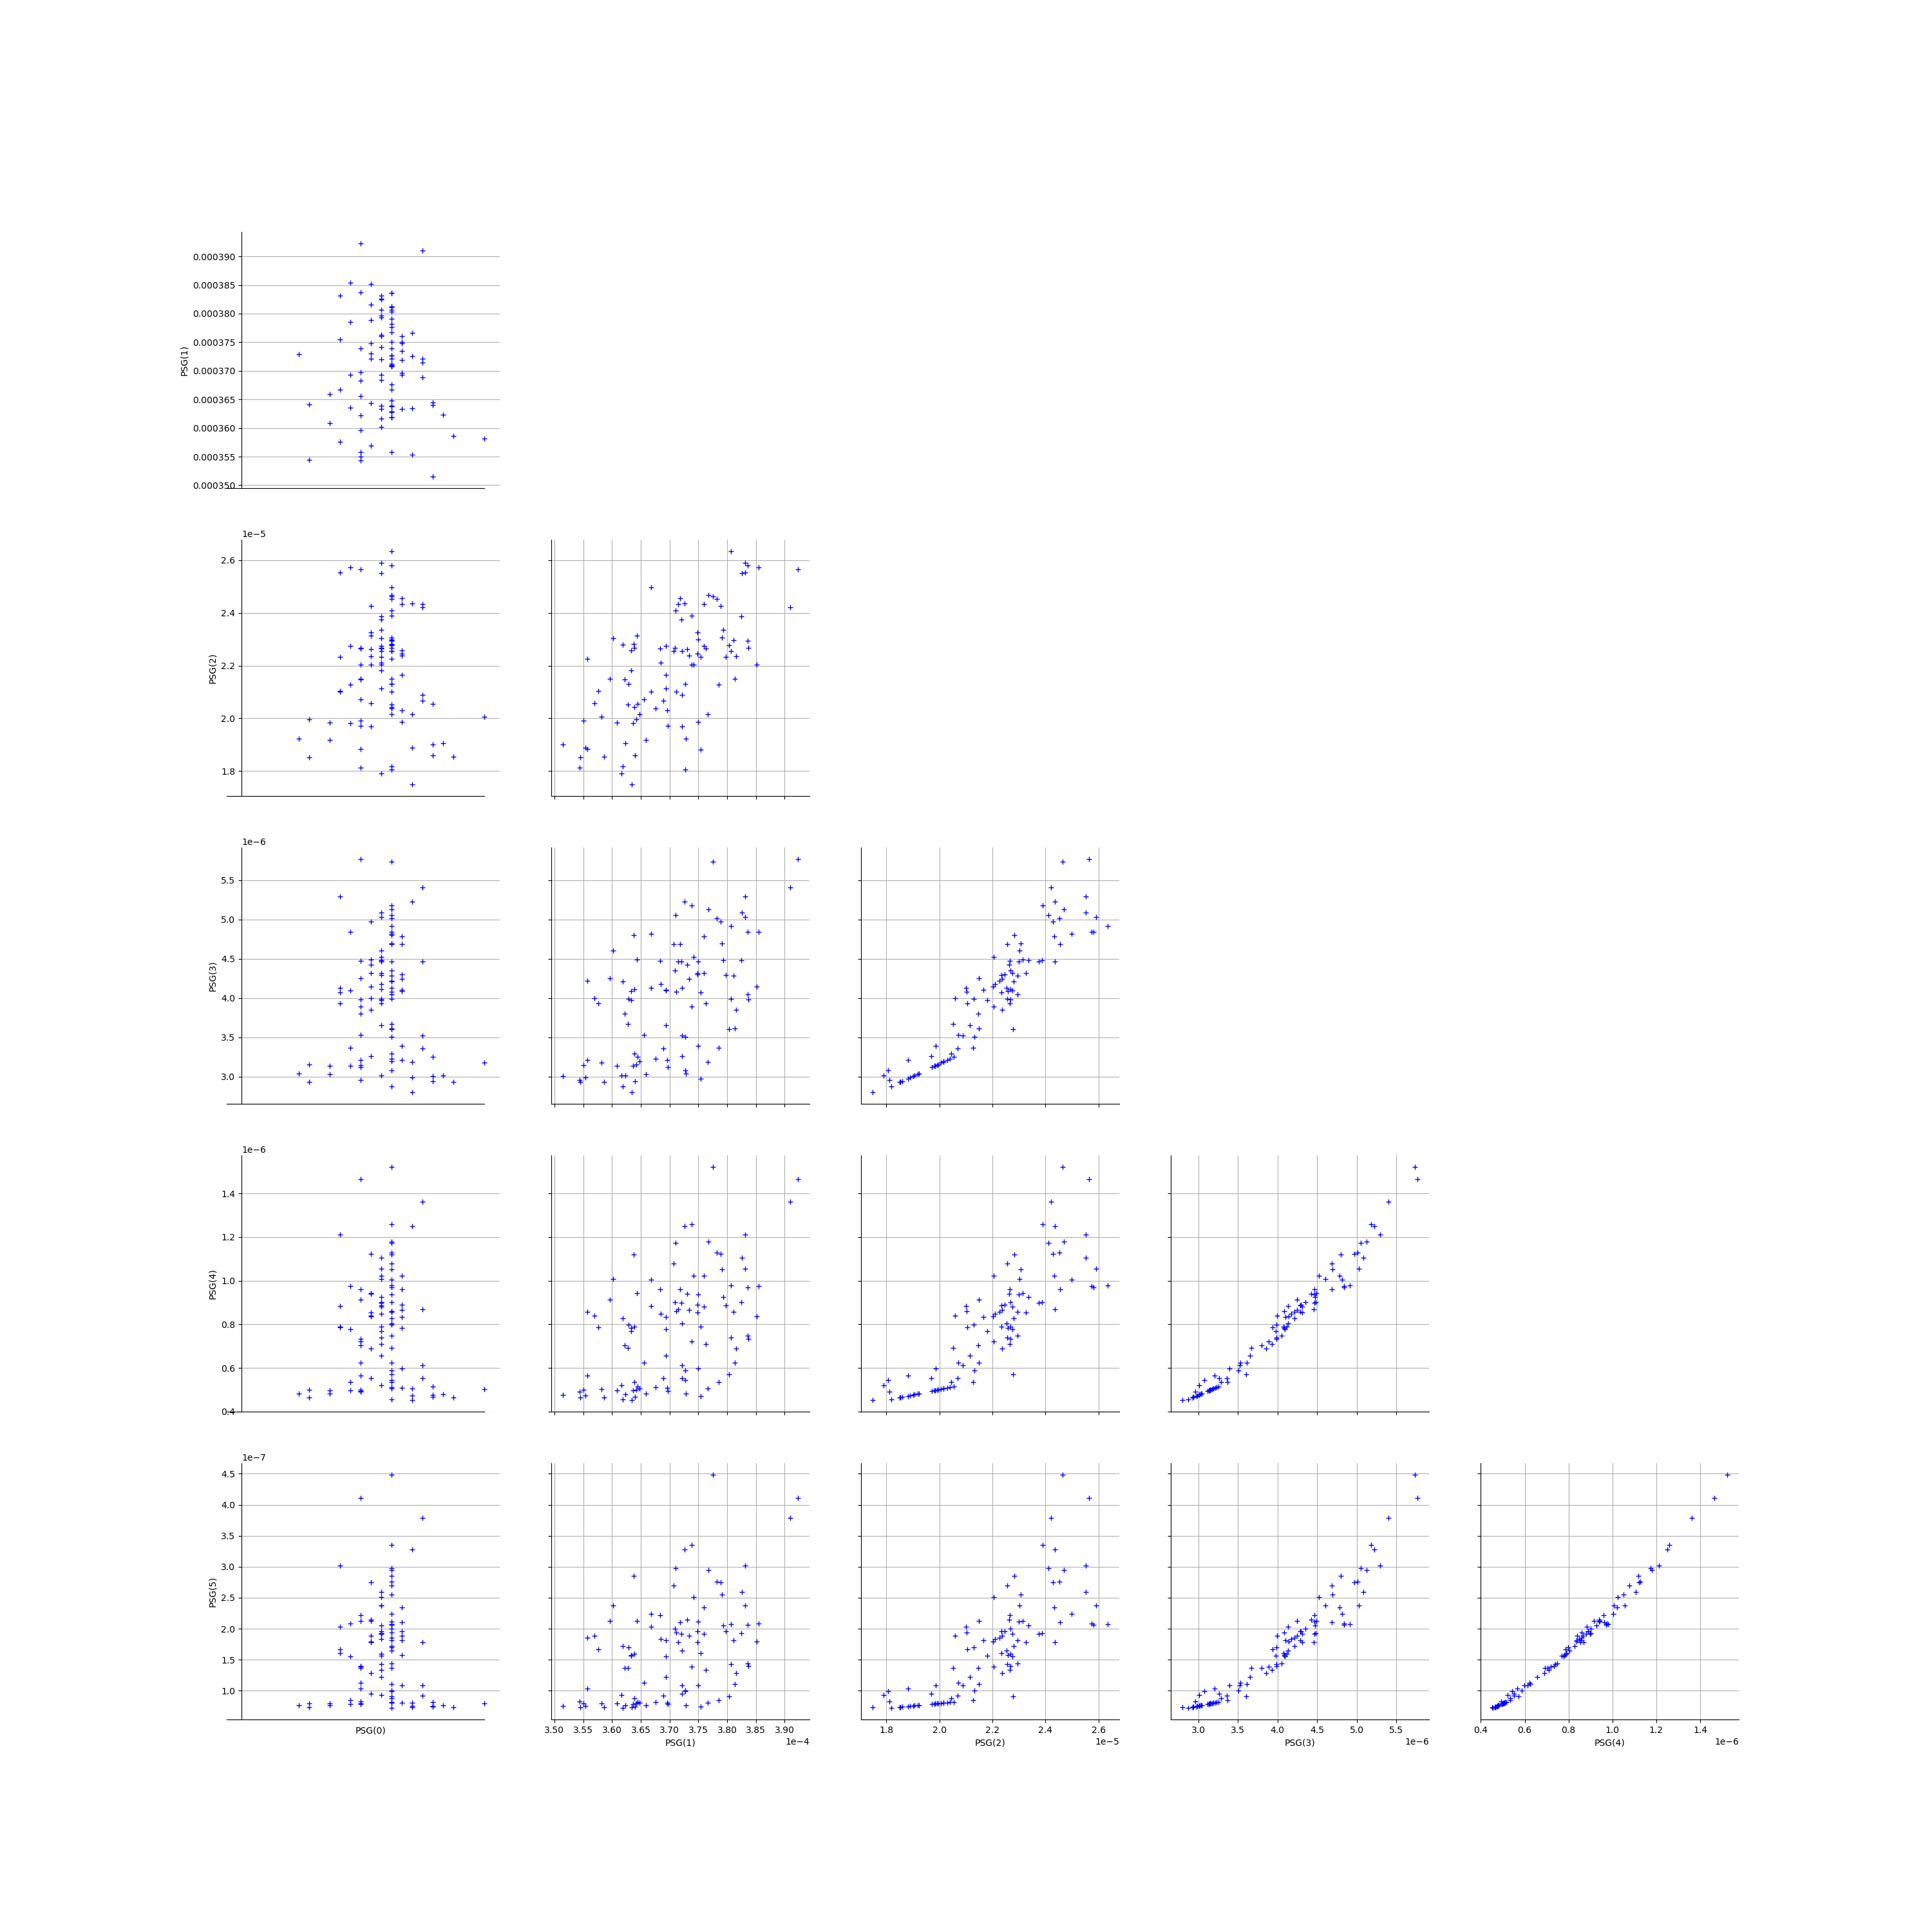 0.000390
0.000385
0.000380
0.000375
0.000370
0.000365
0.000360
0.000355
0.000350
PSG(1)
1e−5
2.6
2.4
2.2
2.0
1.8
PSG(2)
1e−6
5.5
5.0
4.5
4.0
3.5
3.0
PSG(3)
1e−6
1.4
1.2
1.0
0.8
0.6
0.4
PSG(4)
1e−7
4.5
4.0
3.5
3.0
2.5
2.0
1.5
1.0
PSG(5)
PSG(0)
3.50 3.55 3.60 3.65 3.70 3.75 3.80 3.85 3.90
PSG(1) 1e−4
1.8 2.0 2.2 2.4 2.6
PSG(2) 1e−5
3.0 3.5 4.0 4.5 5.0 5.5
PSG(3) 1e−6
0.4 0.6 0.8 1.0 1.2 1.4
PSG(4) 1e−6